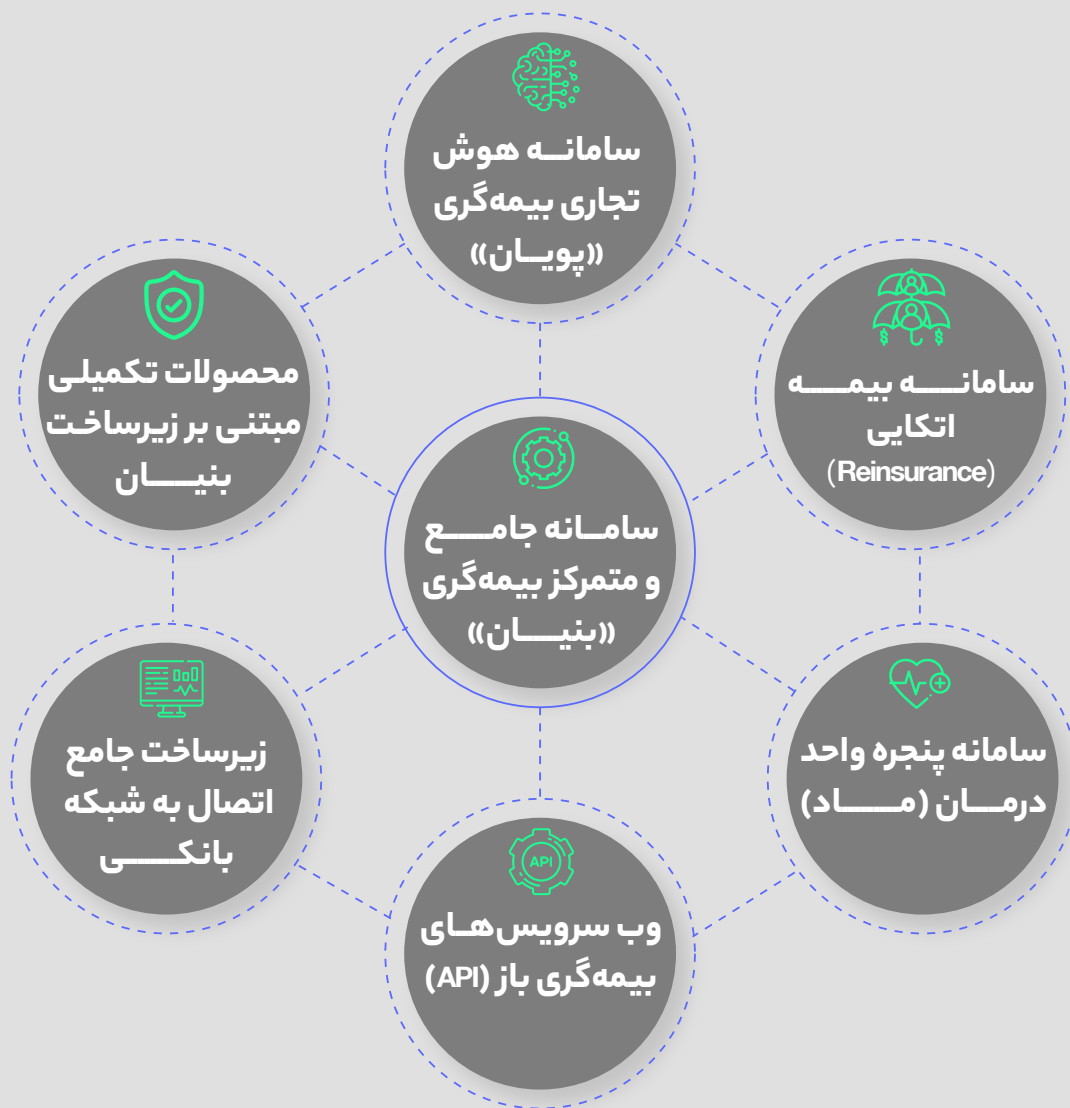 سامانه هوش
تجاری بیمه‌گری
«پویان»
سامانه بیمه
اتکایی
(Reinsurance)
محصولات تکمیلی
مبتنی بر زیرساخت
بنیان
سامانه جامع
و متمرکز بیمه‌گری
«بنیان»
سامانه پنجره واحد
درمان (ماد)
زیرساخت جامع
اتصال به شبکه
بانکی
API
وب سرویس‌های
بیمه‌گری باز (API)